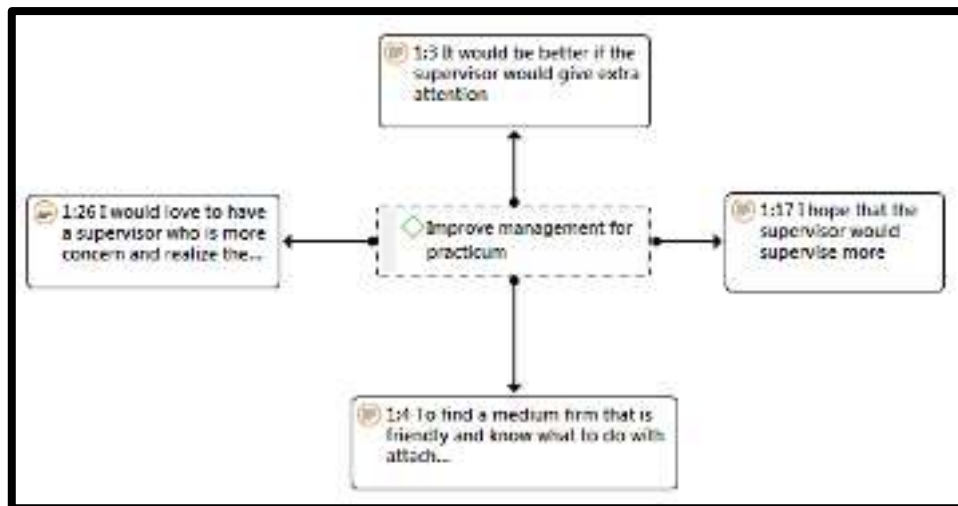 1:3 It would be better if the
supervisor would give extra
attention
1:26 I would love to have
a supervisor who is more
concern and realize the...
Improve management for
practicum
1:17 I hope that the
supervisor would
supervise more
1:4 To find a medium firm that is
friendly and know what to do with
attach...